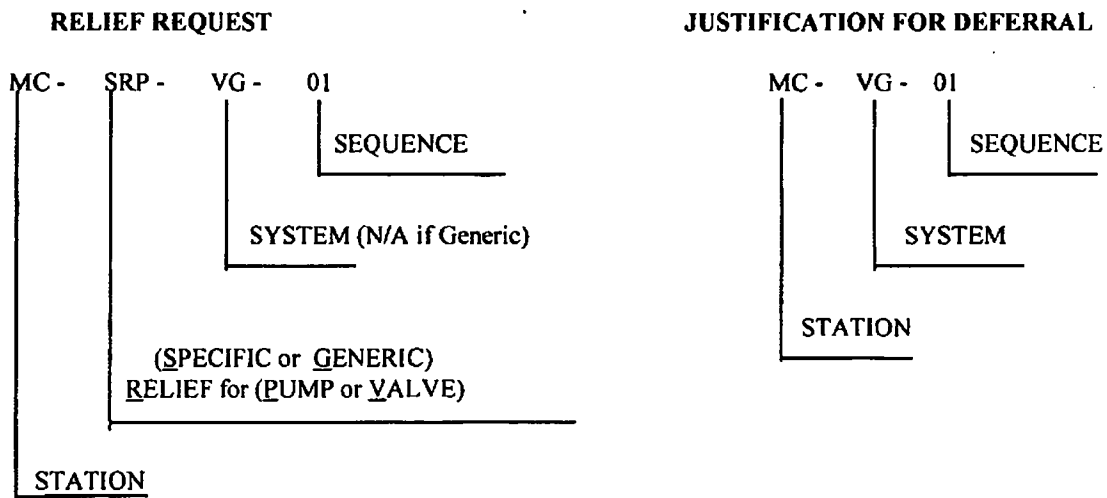 RELIEF REQUEST
MC - SRP - VG - 01
SEQUENCE
SYSTEM (N/A if Generic)
(SPECIFIC or GENERIC)
RELIEF for (PUMP or VALVE)
STATION
JUSTIFICATION FOR DEFERRAL
MC - VG - 01
SEQUENCE
SYSTEM
STATION